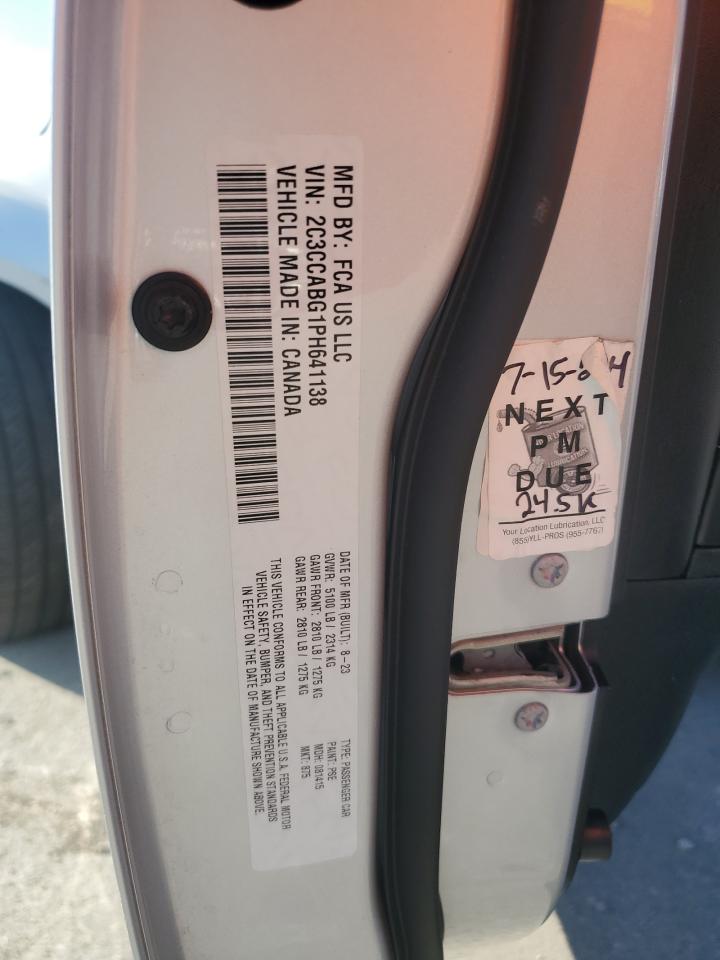 MFD BY: FCA US LLC
VIN: 2C3CCABG1PH641138
VEHICLE MADE IN: CANADA
DATE OF MFR (BUILT): 8-23
GVWR: 5100 LB / 2314 KG
GAWR FRONT: 2810 LB / 1275 KG
GAWR REAR: 2810 LB / 1275 KG
TYPE: PASSENGER CAR
PAINT: PSE
MDH: 081415
MKT: 875
THIS VEHICLE CONFORMS TO ALL APPLICABLE U.S.A. FEDERAL MOTOR
VEHICLE SAFETY, BUMPER, AND THEFT PREVENTION STANDARDS
IN EFFECT ON THE DATE OF MANUFACTURE SHOWN ABOVE.
7-15-24
NEXT
LOCATION
PM
LUBRICATION
DUE
24.5K
Your Location Lubrication, LLC
(855)YLL-PROS (955-7767)